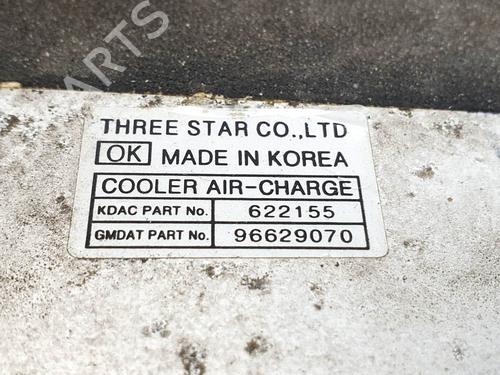 THREE STAR CO.,LTD
OK MADE IN KOREA
COOLER AIR-CHARGE
KDAC PART No. 622155
GMDAT PART No. 96629070
B-PARTS